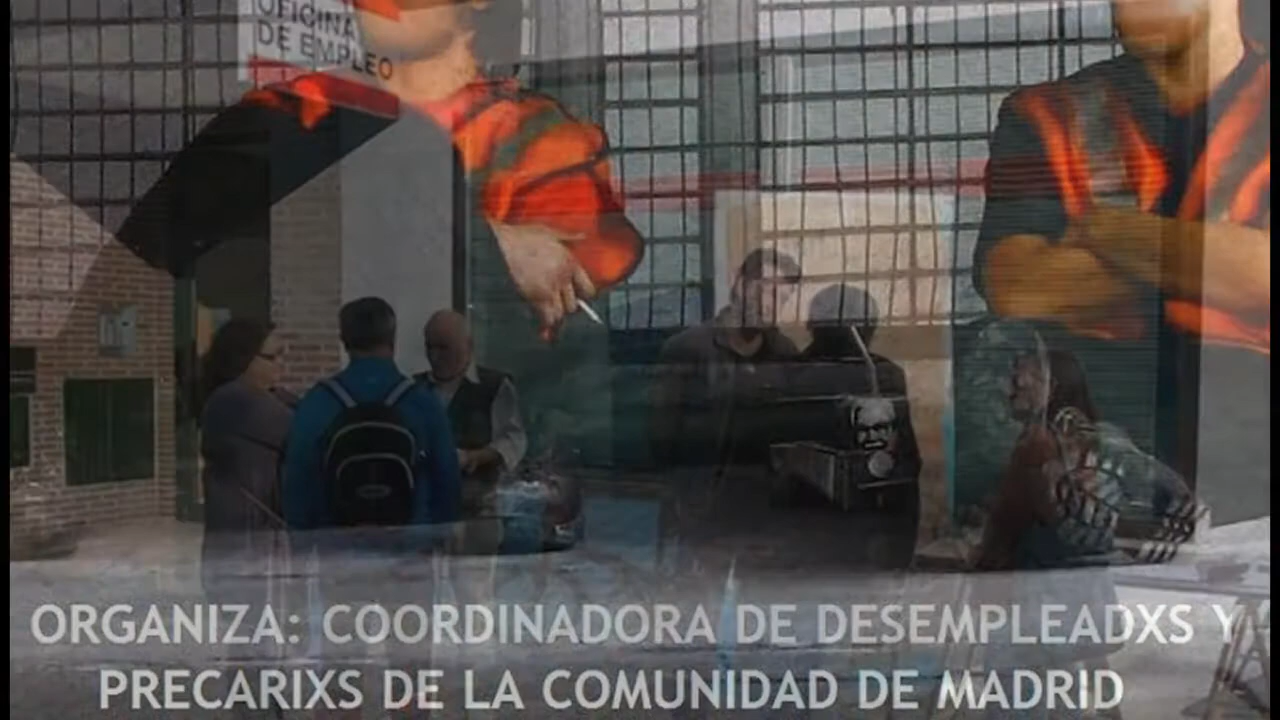 OFICINA
DE EMPLEO
ORGANIZA: COORDINADORA DE DESEMPLEADXS Y
PRECARIXS DE LA COMUNIDAD DE MADRID